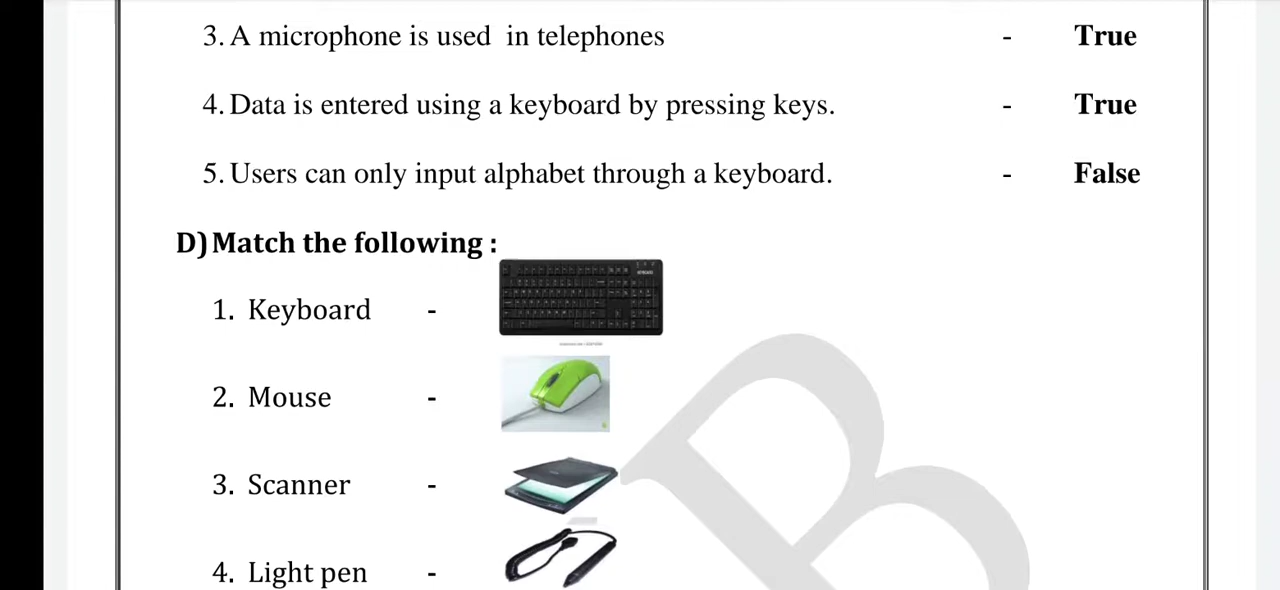 3. A microphone is used in telephones - True
4. Data is entered using a keyboard by pressing keys. - True
5. Users can only input alphabet through a keyboard. - False
D) Match the following :
1. Keyboard -
2. Mouse -
3. Scanner -
4. Light pen -
B